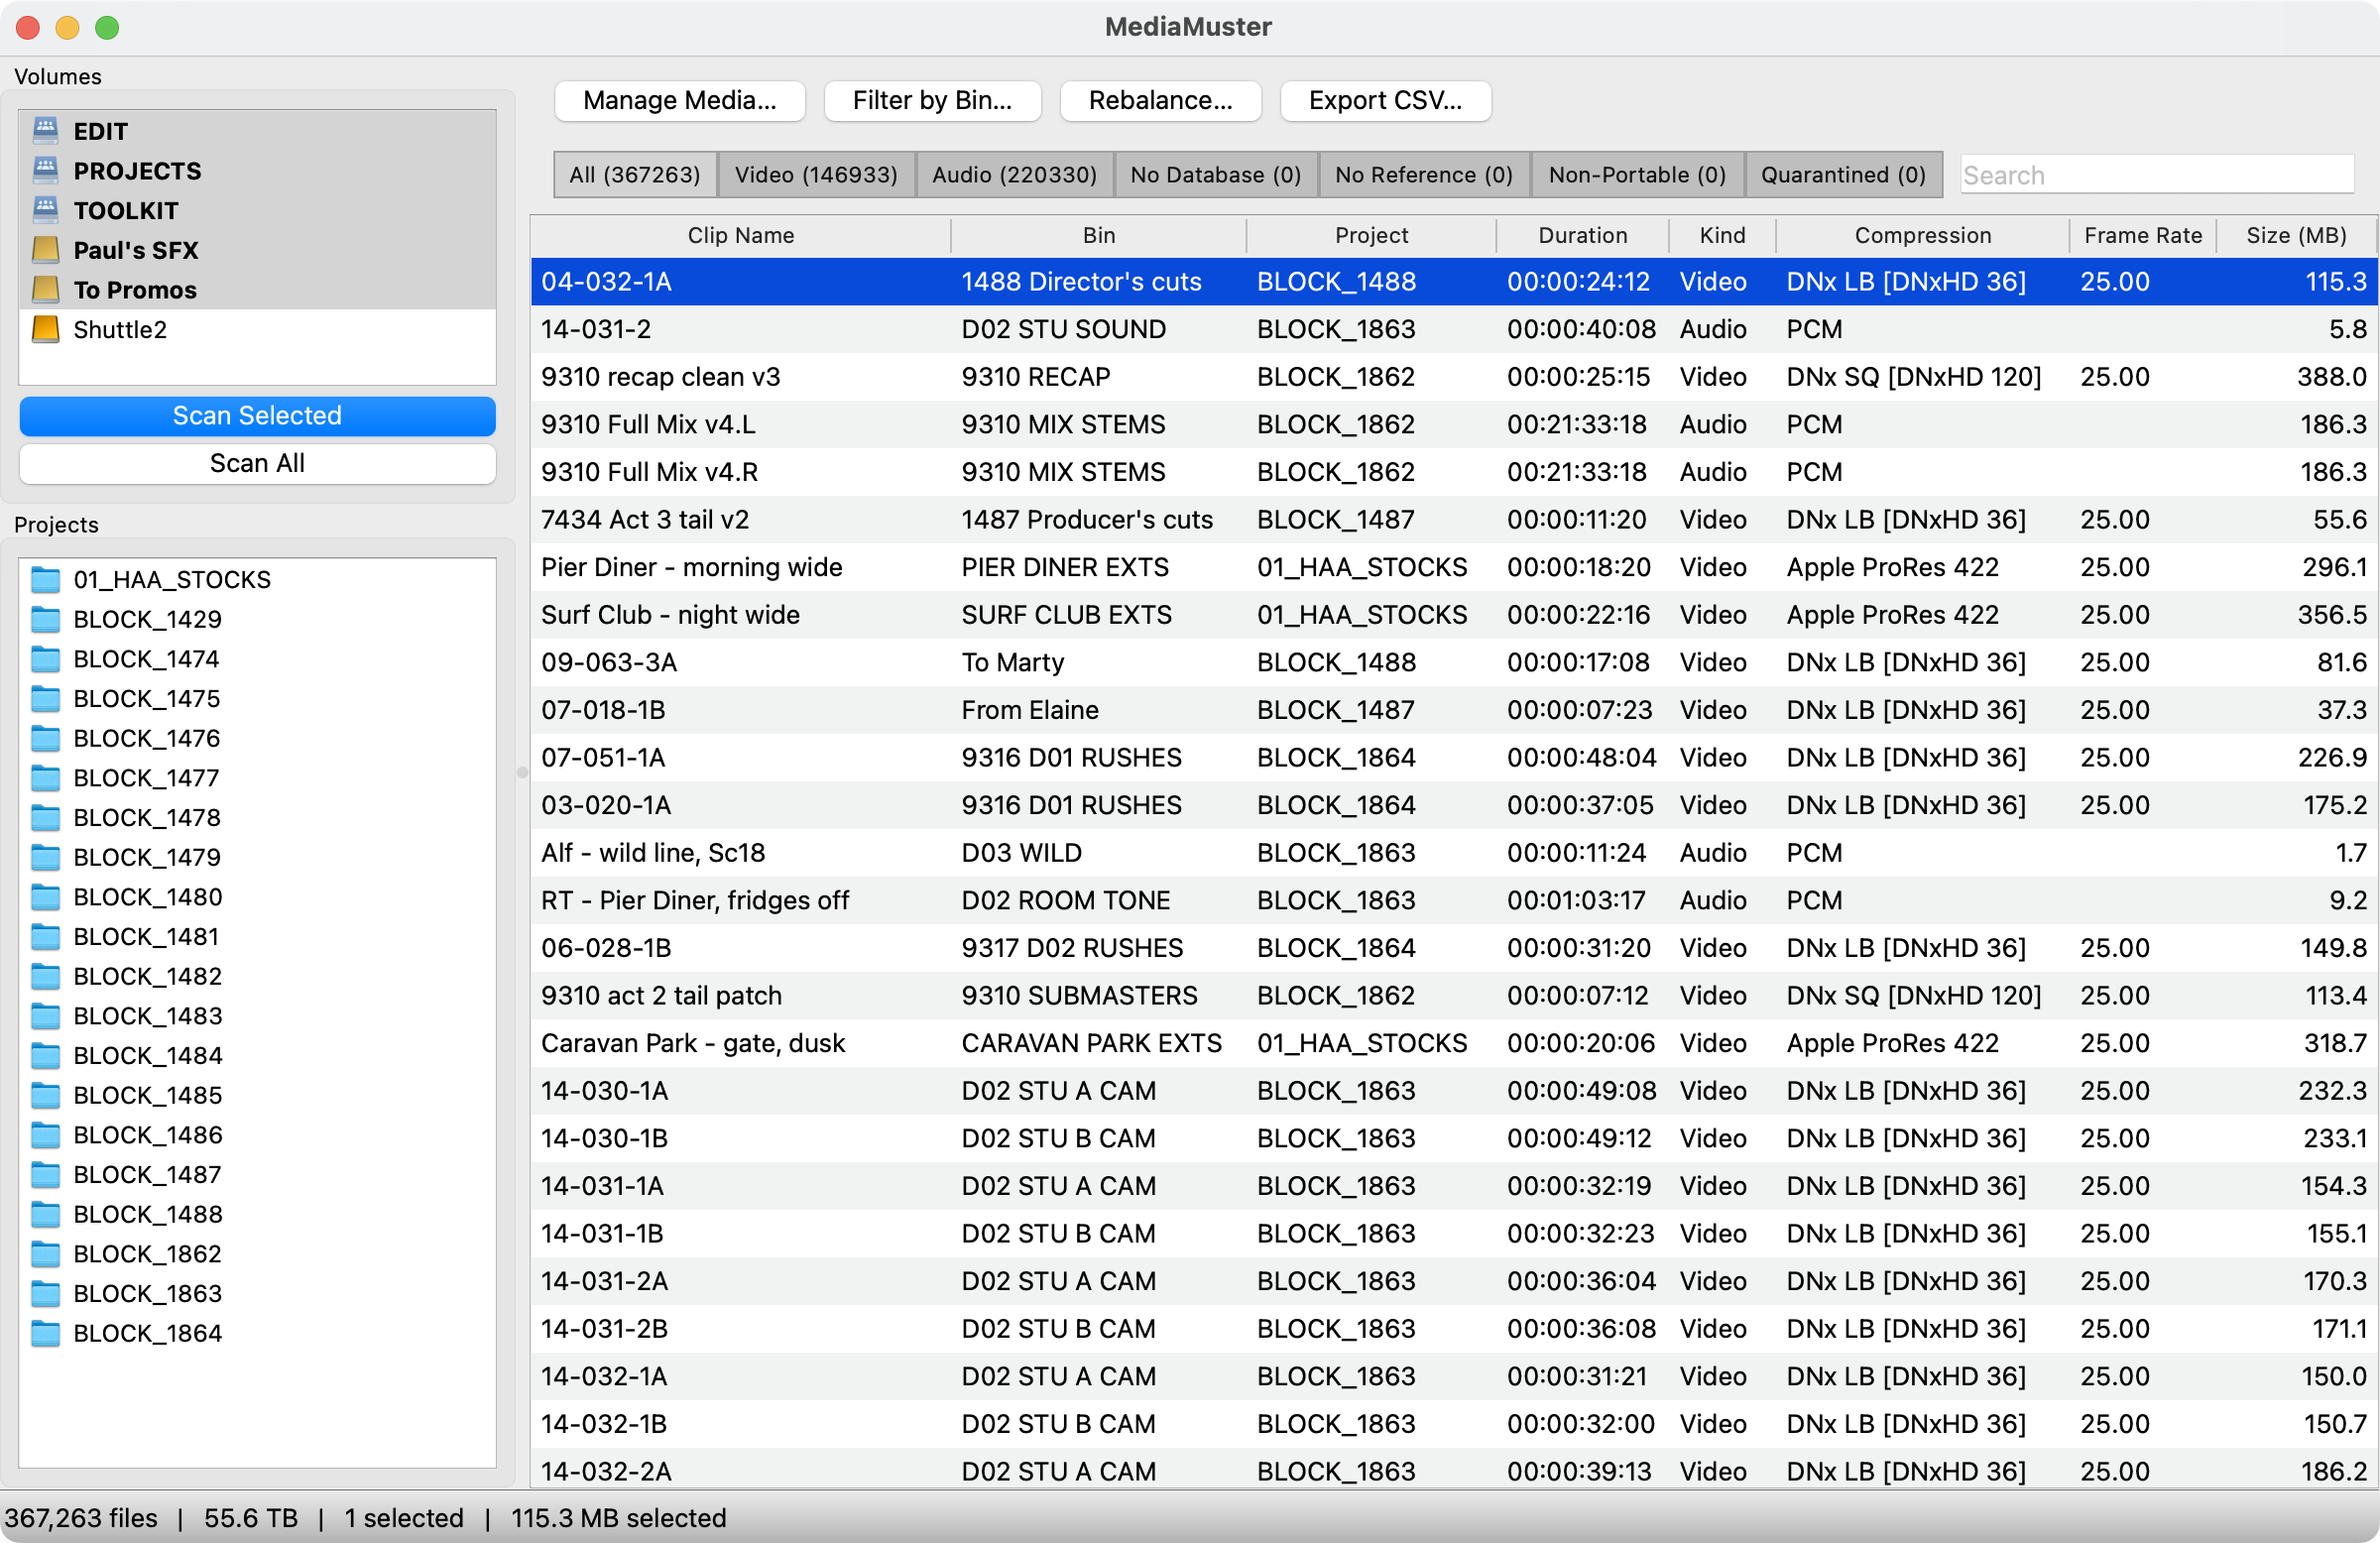 MediaMuster
Volumes
EDIT
PROJECTS
TOOLKIT
Paul's SFX
To Promos
Shuttle2
Scan Selected
Scan All
Projects
01_HAA_STOCKS
BLOCK_1429
BLOCK_1474
BLOCK_1475
BLOCK_1476
BLOCK_1477
BLOCK_1478
BLOCK_1479
BLOCK_1480
BLOCK_1481
BLOCK_1482
BLOCK_1483
BLOCK_1484
BLOCK_1485
BLOCK_1486
BLOCK_1487
BLOCK_1488
BLOCK_1862
BLOCK_1863
BLOCK_1864
Manage Media... Filter by Bin... Rebalance... Export CSV...
All (367263) Video (146933) Audio (220330) No Database (0) No Reference (0) Non-Portable (0) Quarantined (0) Search
Clip Name Bin Project Duration Kind Compression Frame Rate Size (MB)
04-032-1A 1488 Director's cuts BLOCK_1488 00:00:24:12 Video DNx LB [DNxHD 36] 25.00 115.3
14-031-2 D02 STU SOUND BLOCK_1863 00:00:40:08 Audio PCM 5.8
9310 recap clean v3 9310 RECAP BLOCK_1862 00:00:25:15 Video DNx SQ [DNxHD 120] 25.00 388.0
9310 Full Mix v4.L 9310 MIX STEMS BLOCK_1862 00:21:33:18 Audio PCM 186.3
9310 Full Mix v4.R 9310 MIX STEMS BLOCK_1862 00:21:33:18 Audio PCM 186.3
7434 Act 3 tail v2 1487 Producer's cuts BLOCK_1487 00:00:11:20 Video DNx LB [DNxHD 36] 25.00 55.6
Pier Diner - morning wide PIER DINER EXTS 01_HAA_STOCKS 00:00:18:20 Video Apple ProRes 422 25.00 296.1
Surf Club - night wide SURF CLUB EXTS 01_HAA_STOCKS 00:00:22:16 Video Apple ProRes 422 25.00 356.5
09-063-3A To Marty BLOCK_1488 00:00:17:08 Video DNx LB [DNxHD 36] 25.00 81.6
07-018-1B From Elaine BLOCK_1487 00:00:07:23 Video DNx LB [DNxHD 36] 25.00 37.3
07-051-1A 9316 D01 RUSHES BLOCK_1864 00:00:48:04 Video DNx LB [DNxHD 36] 25.00 226.9
03-020-1A 9316 D01 RUSHES BLOCK_1864 00:00:37:05 Video DNx LB [DNxHD 36] 25.00 175.2
Alf - wild line, Sc18 D03 WILD BLOCK_1863 00:00:11:24 Audio PCM 1.7
RT - Pier Diner, fridges off D02 ROOM TONE BLOCK_1863 00:01:03:17 Audio PCM 9.2
06-028-1B 9317 D02 RUSHES BLOCK_1864 00:00:31:20 Video DNx LB [DNxHD 36] 25.00 149.8
9310 act 2 tail patch 9310 SUBMASTERS BLOCK_1862 00:00:07:12 Video DNx SQ [DNxHD 120] 25.00 113.4
Caravan Park - gate, dusk CARAVAN PARK EXTS 01_HAA_STOCKS 00:00:20:06 Video Apple ProRes 422 25.00 318.7
14-030-1A D02 STU A CAM BLOCK_1863 00:00:49:08 Video DNx LB [DNxHD 36] 25.00 232.3
14-030-1B D02 STU B CAM BLOCK_1863 00:00:49:12 Video DNx LB [DNxHD 36] 25.00 233.1
14-031-1A D02 STU A CAM BLOCK_1863 00:00:32:19 Video DNx LB [DNxHD 36] 25.00 154.3
14-031-1B D02 STU B CAM BLOCK_1863 00:00:32:23 Video DNx LB [DNxHD 36] 25.00 155.1
14-031-2A D02 STU A CAM BLOCK_1863 00:00:36:04 Video DNx LB [DNxHD 36] 25.00 170.3
14-031-2B D02 STU B CAM BLOCK_1863 00:00:36:08 Video DNx LB [DNxHD 36] 25.00 171.1
14-032-1A D02 STU A CAM BLOCK_1863 00:00:31:21 Video DNx LB [DNxHD 36] 25.00 150.0
14-032-1B D02 STU B CAM BLOCK_1863 00:00:32:00 Video DNx LB [DNxHD 36] 25.00 150.7
14-032-2A D02 STU A CAM BLOCK_1863 00:00:39:13 Video DNx LB [DNxHD 36] 25.00 186.2
367,263 files | 55.6 TB | 1 selected | 115.3 MB selected